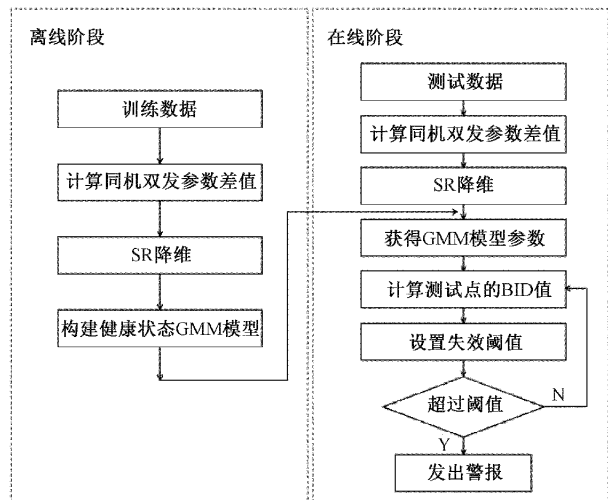 离线阶段
训练数据
计算同机双发参数差值
SR降维
构建健康状态GMM模型
在线阶段
测试数据
计算同机双发参数差值
SR降维
获得GMM模型参数
计算测试点的BID值
设置失效阈值
超过阈值
N
Y
发出警报